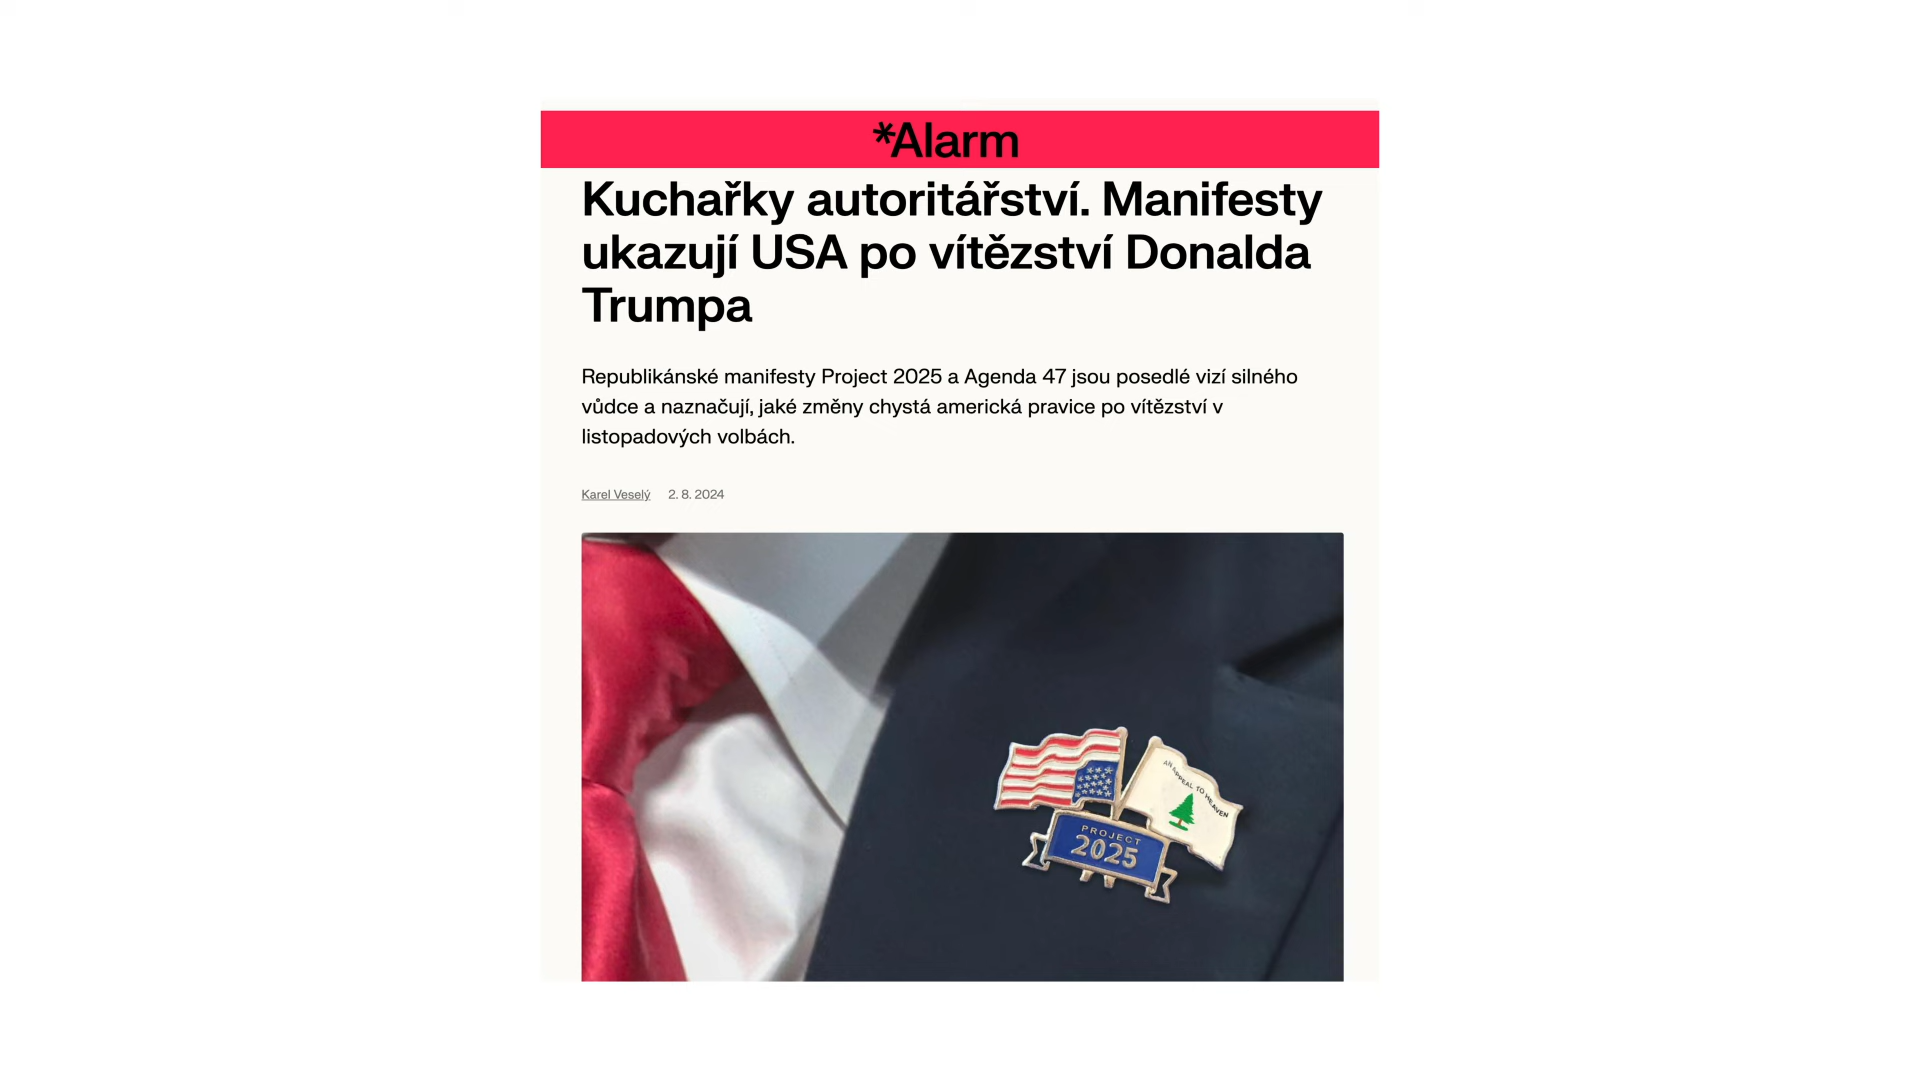 *Alarm
Kuchařky autoritářství. Manifesty
ukazují USA po vítězství Donalda
Trumpa
Republikánské manifesty Project 2025 a Agenda 47 jsou posedlé vizí silného
vůdce a naznačují, jaké změny chystá americká pravice po vítězství v
listopadových volbách.
Karel Veselý 2. 8. 2024
AN APPEAL TO HEAVEN
PROJECT
2025